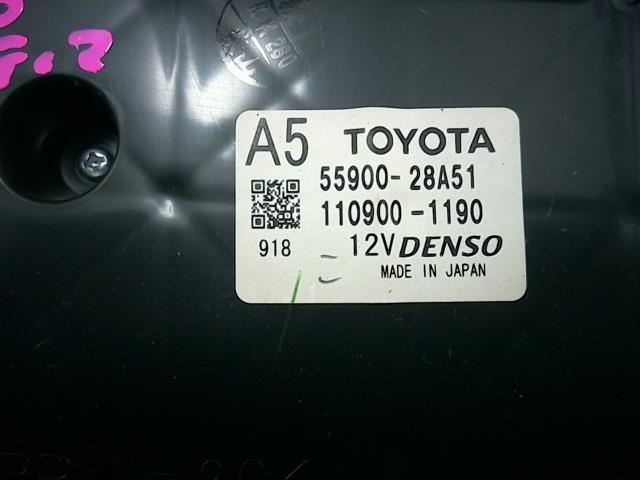 A5 TOYOTA
55900-28A51
110900-1190
918 12V DENSO
MADE IN JAPAN